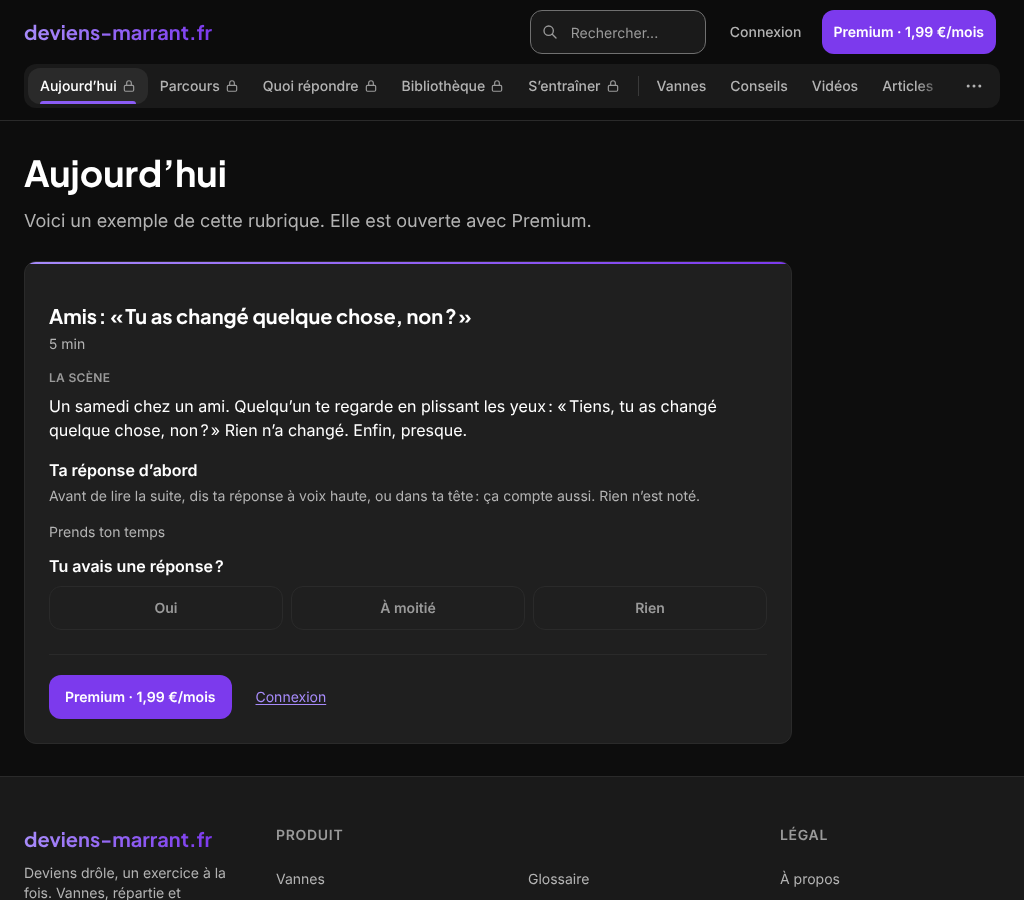 deviens-marrant.fr
Rechercher...
Connexion
Premium · 1,99 €/mois
Aujourd’hui
Parcours
Quoi répondre
Bibliothèque
S’entraîner
Vannes
Conseils
Vidéos
Articles
Aujourd’hui
Voici un exemple de cette rubrique. Elle est ouverte avec Premium.
Amis : « Tu as changé quelque chose, non ? »
5 min
LA SCÈNE
Un samedi chez un ami. Quelqu’un te regarde en plissant les yeux : « Tiens, tu as changé
quelque chose, non ? » Rien n’a changé. Enfin, presque.
Ta réponse d’abord
Avant de lire la suite, dis ta réponse à voix haute, ou dans ta tête : ça compte aussi. Rien n’est noté.
Prends ton temps
Tu avais une réponse ?
Oui
À moitié
Rien
Premium · 1,99 €/mois
Connexion
deviens-marrant.fr
Deviens drôle, un exercice à la
fois. Vannes, répartie et
PRODUIT
Vannes
Glossaire
LÉGAL
À propos